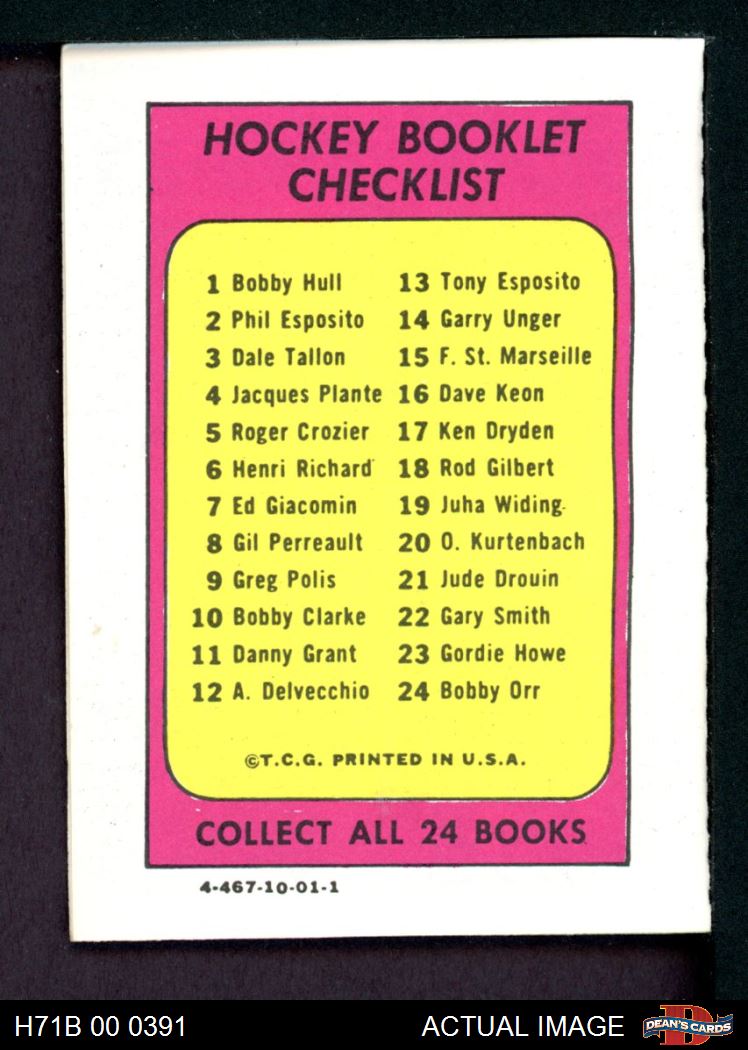 HOCKEY BOOKLET
CHECKLIST
1 Bobby Hull
2 Phil Esposito
3 Dale Tallon
4 Jacques Plante
5 Roger Crozier
6 Henri Richard
7 Ed Giacomin
8 Gil Perreault
9 Greg Polis
10 Bobby Clarke
11 Danny Grant
12 A. Delvecchio
13 Tony Esposito
14 Garry Unger
15 F. St. Marseille
16 Dave Keon
17 Ken Dryden
18 Rod Gilbert
19 Juha Widing
20 O. Kurtenbach
21 Jude Drouin
22 Gary Smith
23 Gordie Howe
24 Bobby Orr
©T.C.G. PRINTED IN U.S.A.
COLLECT ALL 24 BOOKS
4-467-10-01-1
H71B 00 0391
ACTUAL IMAGE
D
DEAN'S CARDS